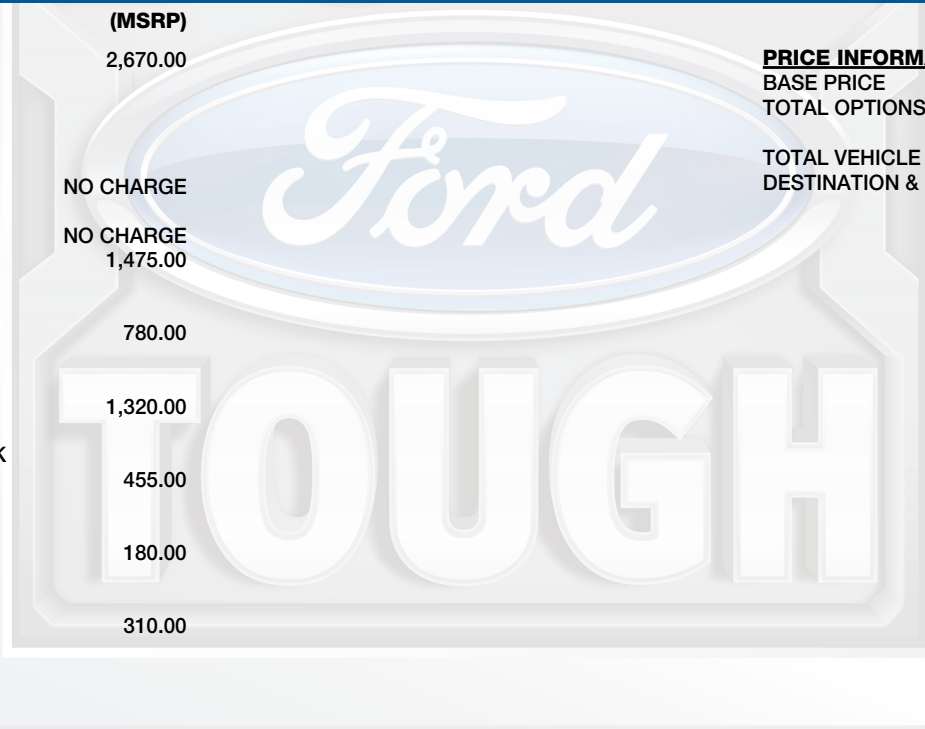 (MSRP)
2,670.00
NO CHARGE
NO CHARGE
1,475.00
780.00
1,320.00
K
455.00
180.00
310.00
PRICE INFORMA
BASE PRICE
TOTAL OPTIONS
TOTAL VEHICLE
DESTINATION &
Ford
TOUGH